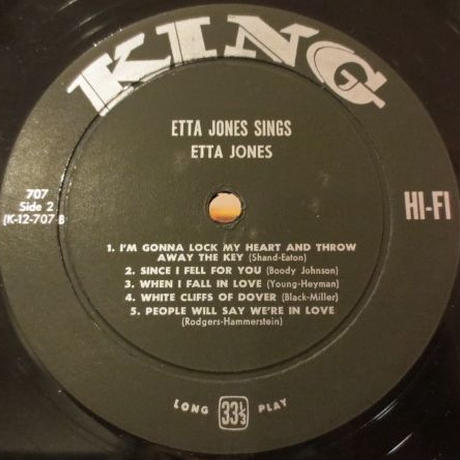 KING
ETTA JONES SINGS
ETTA JONES
707
Side 2
(K-12-707-B
HI-FI
1. I'M GONNA LOCK MY HEART AND THROW
AWAY THE KEY (Shand-Eaton)
2. SINCE I FELL FOR YOU (Boody Johnson)
3. WHEN I FALL IN LOVE (Young-Heyman)
4. WHITE CLIFFS OF DOVER (Black-Miller)
5. PEOPLE WILL SAY WE'RE IN LOVE
(Rodgers-Hammerstein)
LONG 33⅓ PLAY